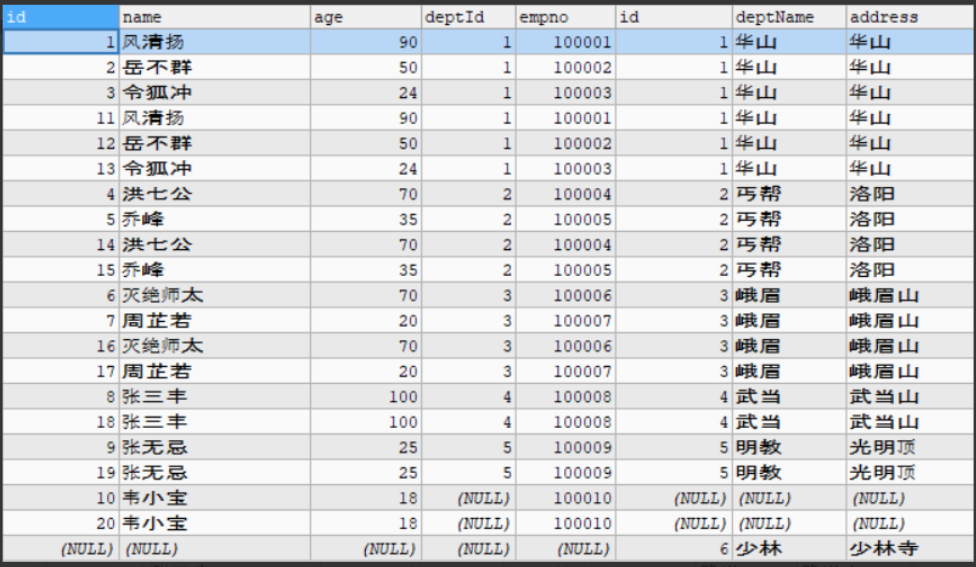 id name age deptId empno id deptName address
1 风清扬 90 1 100001 1 华山 华山
2 岳不群 50 1 100002 1 华山 华山
3 令狐冲 24 1 100003 1 华山 华山
11 风清扬 90 1 100001 1 华山 华山
12 岳不群 50 1 100002 1 华山 华山
13 令狐冲 24 1 100003 1 华山 华山
4 洪七公 70 2 100004 2 丐帮 洛阳
5 乔峰 35 2 100005 2 丐帮 洛阳
14 洪七公 70 2 100004 2 丐帮 洛阳
15 乔峰 35 2 100005 2 丐帮 洛阳
6 灭绝师太 70 3 100006 3 峨眉 峨眉山
7 周芷若 20 3 100007 3 峨眉 峨眉山
16 灭绝师太 70 3 100006 3 峨眉 峨眉山
17 周芷若 20 3 100007 3 峨眉 峨眉山
8 张三丰 100 4 100008 4 武当 武当山
18 张三丰 100 4 100008 4 武当 武当山
9 张无忌 25 5 100009 5 明教 光明顶
19 张无忌 25 5 100009 5 明教 光明顶
10 韦小宝 18 (NULL) 100010 (NULL) (NULL) (NULL)
20 韦小宝 18 (NULL) 100010 (NULL) (NULL) (NULL)
(NULL) (NULL) (NULL) (NULL) (NULL) 6 少林 少林寺